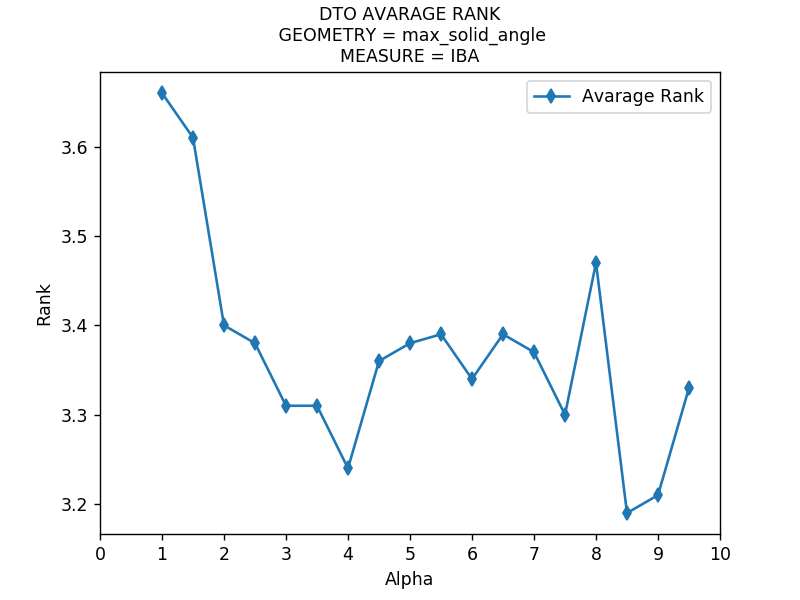 DTO AVARAGE RANK
GEOMETRY = max_solid_angle
MEASURE = IBA
Avarage Rank
3.6
3.5
3.4
3.3
3.2
Rank
0 1 2 3 4 5 6 7 8 9 10
Alpha